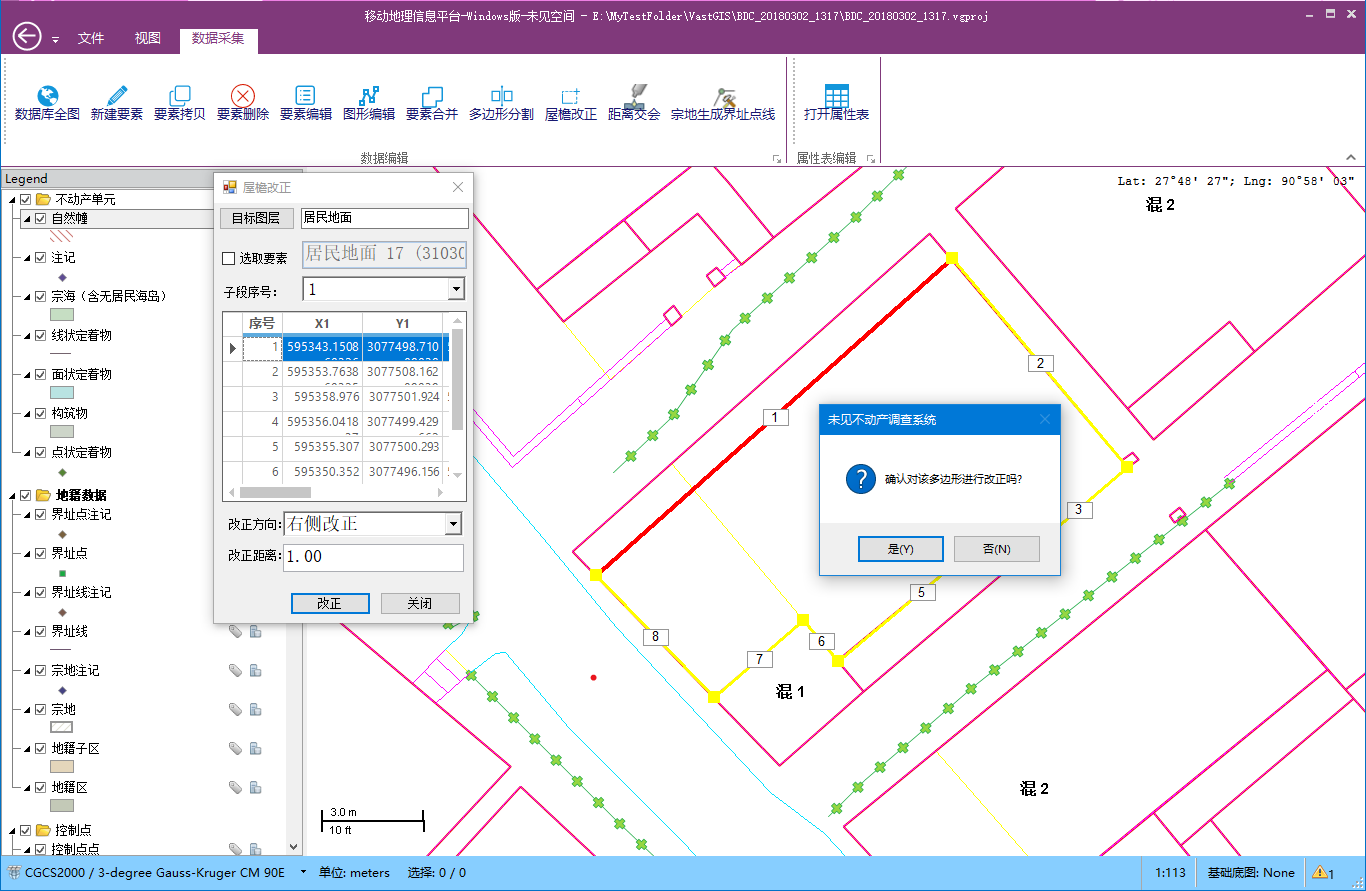 移动地理信息平台-Windows版-未见空间 - E:\MyTestFolder\VastGIS\BDC_20180302_1317\BDC_20180302_1317.vgproj
文件 视图 数据采集
数据库全图 新建要素 要素拷贝 要素删除 要素编辑 图形编辑 要素合并 多边形分割 屋檐改正 距离交会 宗地生成界址点线 打开属性表
数据编辑 属性表编辑
Legend
不动产单元
自然幢
注记
宗海（含无居民海岛）
线状定着物
面状定着物
构筑物
点状定着物
地籍数据
界址点注记
界址点
界址线注记
界址线
宗地注记
宗地
地籍子区
地籍区
控制点
控制点点
屋檐改正
目标图层 居民地面
选取要素 居民地面 17 (31030
子段序号： 1
序号 X1 Y1
1 595343.1508 3077498.710
2 595353.7638 3077508.162
3 595358.976 3077501.924
4 595356.0418 3077499.429
5 595355.307 3077500.293
6 595350.352 3077496.156
改正方向: 右侧改正
改正距离: 1.00
改正 关闭
Lat: 27°48' 27"; Lng: 90°58' 03"
混 2
2
1
未见不动产调查系统
确认对该多边形进行改正吗?
是(Y) 否(N)
3
5
8
6
7
混 1
混 2
3.0 m
10 ft
CGCS2000 / 3-degree Gauss-Kruger CM 90E 单位: meters 选择: 0 / 0 1:113 基础底图: None 1